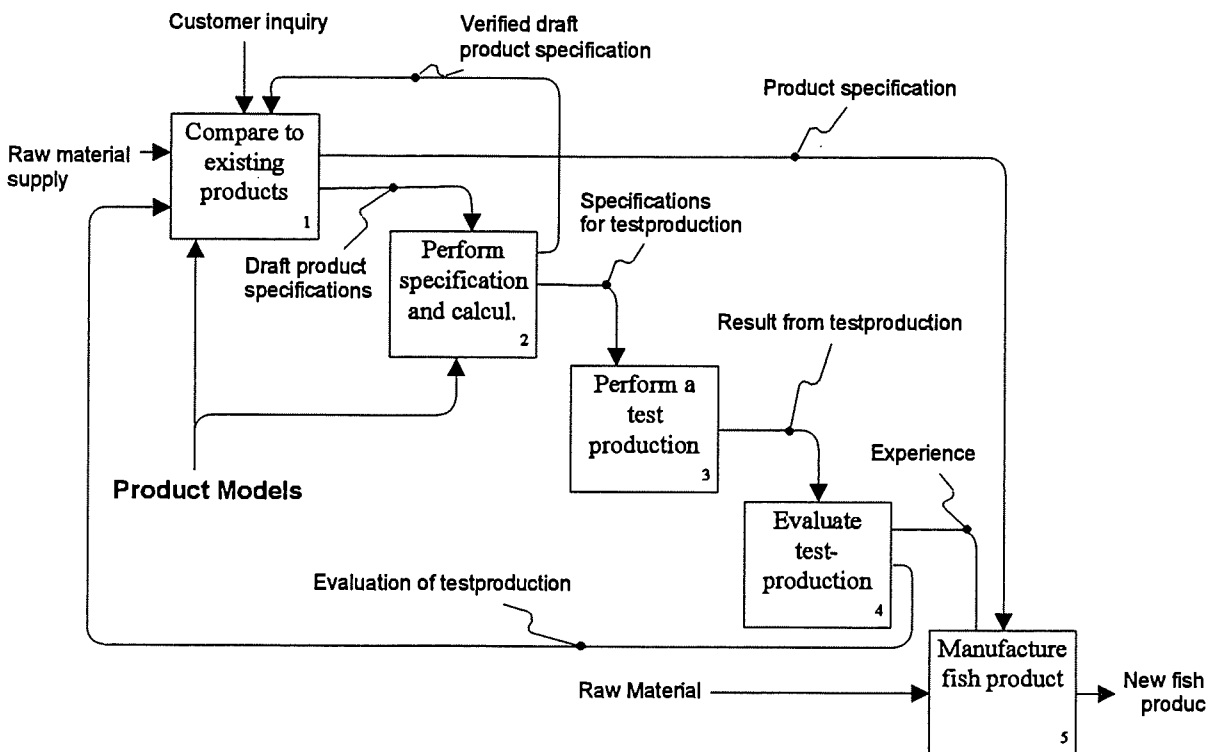 Customer inquiry
Verified draft
product specification
Product specification
Raw material
supply
Compare to
existing
products
1
Draft product
specifications
Specifications
for testproduction
Perform
specification
and calcul.
2
Result from testproduction
Perform a
test
production
3
Product Models
Experience
Evaluate
test-
production
4
Evaluation of testproduction
Manufacture
fish product
5
Raw Material
New fish
produc